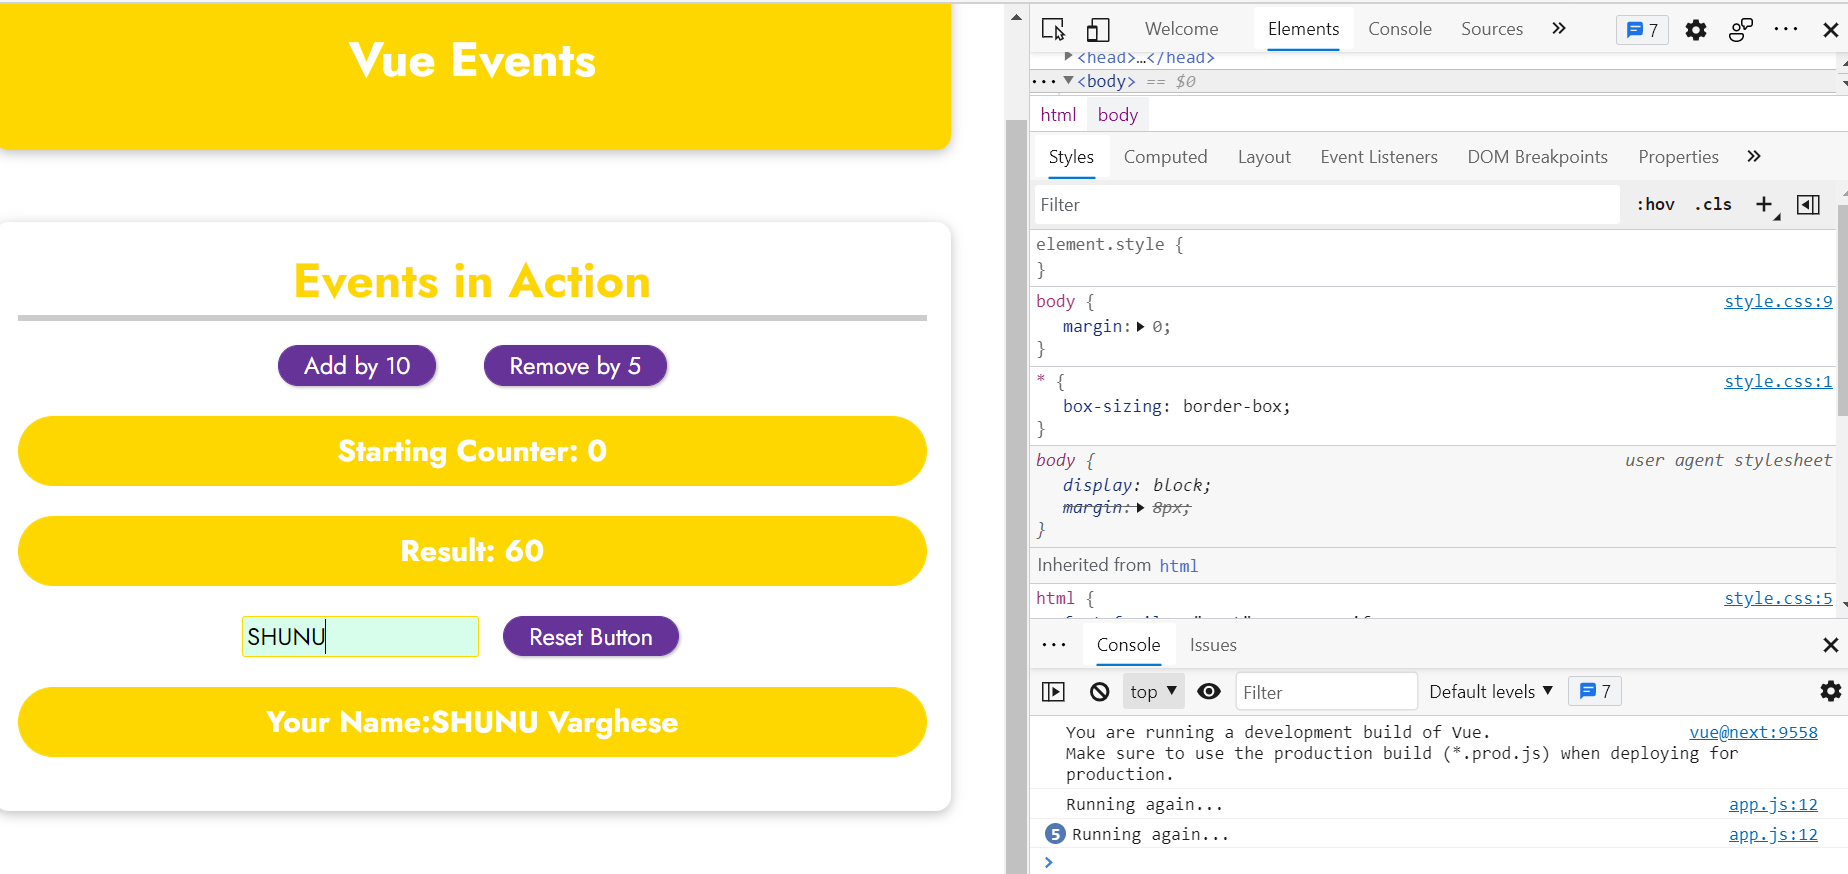 Vue Events
Events in Action
Add by 10 Remove by 5
Starting Counter: 0
Result: 60
SHUNU Reset Button
Your Name:SHUNU Varghese
Welcome Elements Console Sources » 7 ···
<head>…</head>
··· <body> == $0
html body
Styles Computed Layout Event Listeners DOM Breakpoints Properties »
Filter :hov .cls +
element.style {
}
body { style.css:9
margin: 0;
}
* { style.css:1
box-sizing: border-box;
}
body { user agent stylesheet
display: block;
margin: 8px;
}
Inherited from html
html { style.css:5
··· Console Issues
top Filter Default levels 7
You are running a development build of Vue. vue@next:9558
Make sure to use the production build (*.prod.js) when deploying for
production.
Running again... app.js:12
5 Running again... app.js:12
>